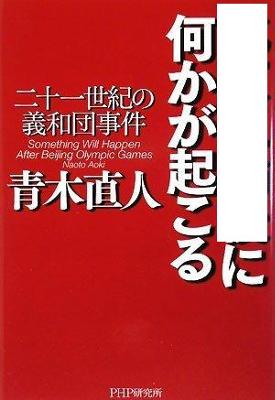 に
何かが起こる
二十一世紀の
義和団事件
Something Will Happen
After Beijing Olympic Games
Naoto Aoki
青木直人
PHP研究所